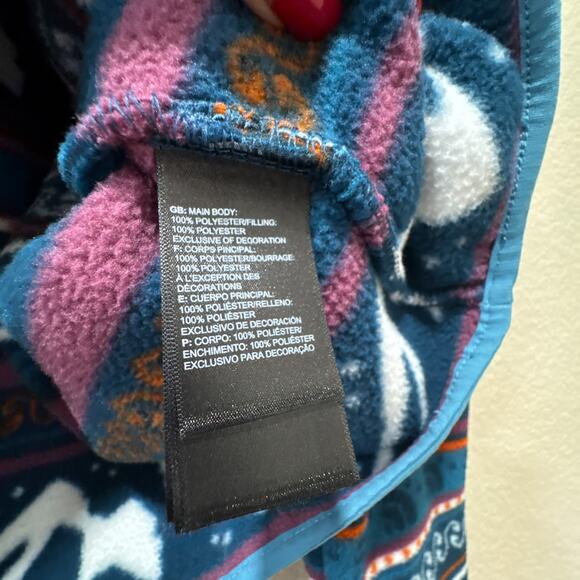 GB: MAIN BODY:
100% POLYESTER/FILLING:
100% POLYESTER
EXCLUSIVE OF DECORATION
F: CORPS PINCIPAL:
100% POLYESTER/BOURRAGE:
100% POLYESTER
À L'EXCEPTION DES
DÉCORATIONS
E: CUERPO PRINCIPAL:
100% POLIÉSTER/RELLENO:
100% POLIÉSTER
EXCLUSIVO DE DECORACIÓN
P: CORPO: 100% POLIÉSTER/
ENCHIMENTO: 100% POLIÉSTER
EXCLUSIVO PARA DECORAÇÃO